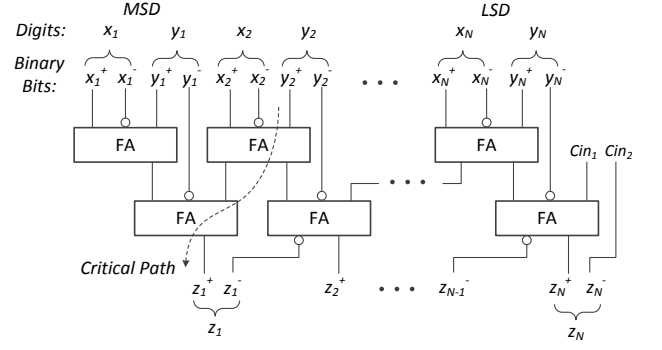 MSD LSD
Digits: x1 y1 x2 y2 xN yN
Binary Bits: x1+ x1- y1+ y1- x2+ x2- y2+ y2- • • • xN+ xN- yN+ yN-
FA FA FA Cin1 Cin2
• • •
FA FA FA
Critical Path
z1+ z1- z2+ • • • zN-1- zN+ zN-
z1 zN